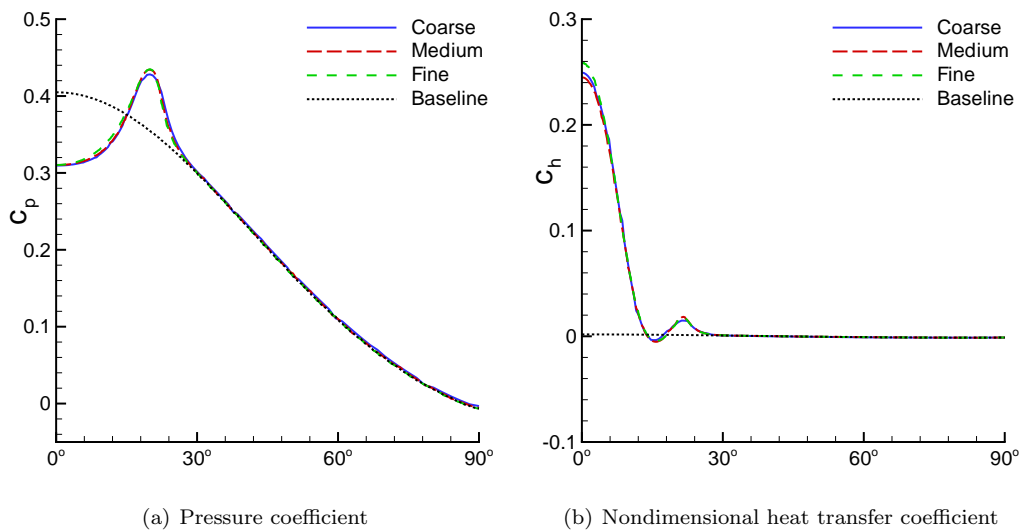 0.5
0.4
0.3
0.2
0.1
0
c_p
0°
30°
60°
90°
Coarse
Medium
Fine
Baseline
(a) Pressure coefficient
0.3
0.2
0.1
0
-0.1
c_h
0°
30°
60°
90°
Coarse
Medium
Fine
Baseline
(b) Nondimensional heat transfer coefficient